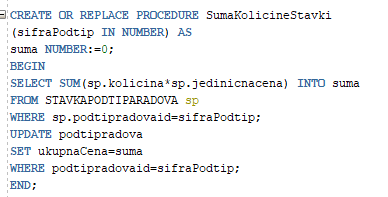 CREATE OR REPLACE PROCEDURE SumaKolicineStavki
(sifraPodtip IN NUMBER) AS
suma NUMBER:=0;
BEGIN
SELECT SUM(sp.kolicina*sp.jedinicnacena) INTO suma
FROM STAVKAPODTIPARADOVA sp
WHERE sp.podtipradovaid=sifraPodtip;
UPDATE podtipradova
SET ukupnaCena=suma
WHERE podtipradovaid=sifraPodtip;
END;